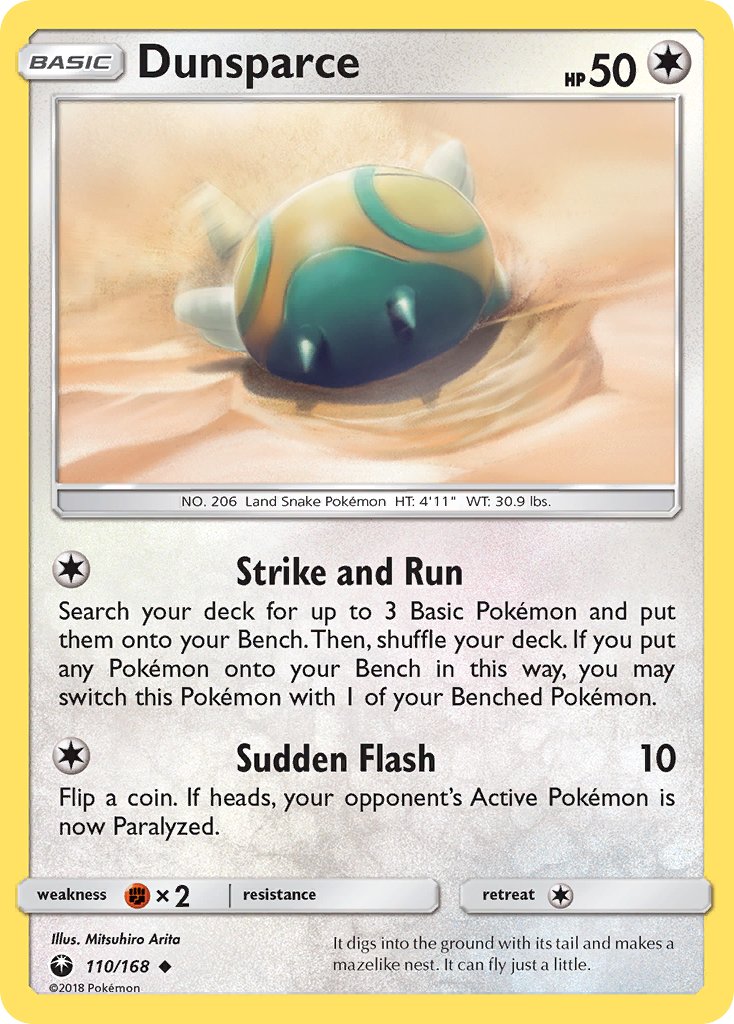 BASIC Dunsparce HP 50
NO. 206 Land Snake Pokémon HT: 4'11" WT: 30.9 lbs.
Strike and Run
Search your deck for up to 3 Basic Pokémon and put
them onto your Bench. Then, shuffle your deck. If you put
any Pokémon onto your Bench in this way, you may
switch this Pokémon with 1 of your Benched Pokémon.
Sudden Flash 10
Flip a coin. If heads, your opponent's Active Pokémon is
now Paralyzed.
weakness × 2 resistance retreat
Illus. Mitsuhiro Arita
110/168
©2018 Pokémon
It digs into the ground with its tail and makes a
mazelike nest. It can fly just a little.